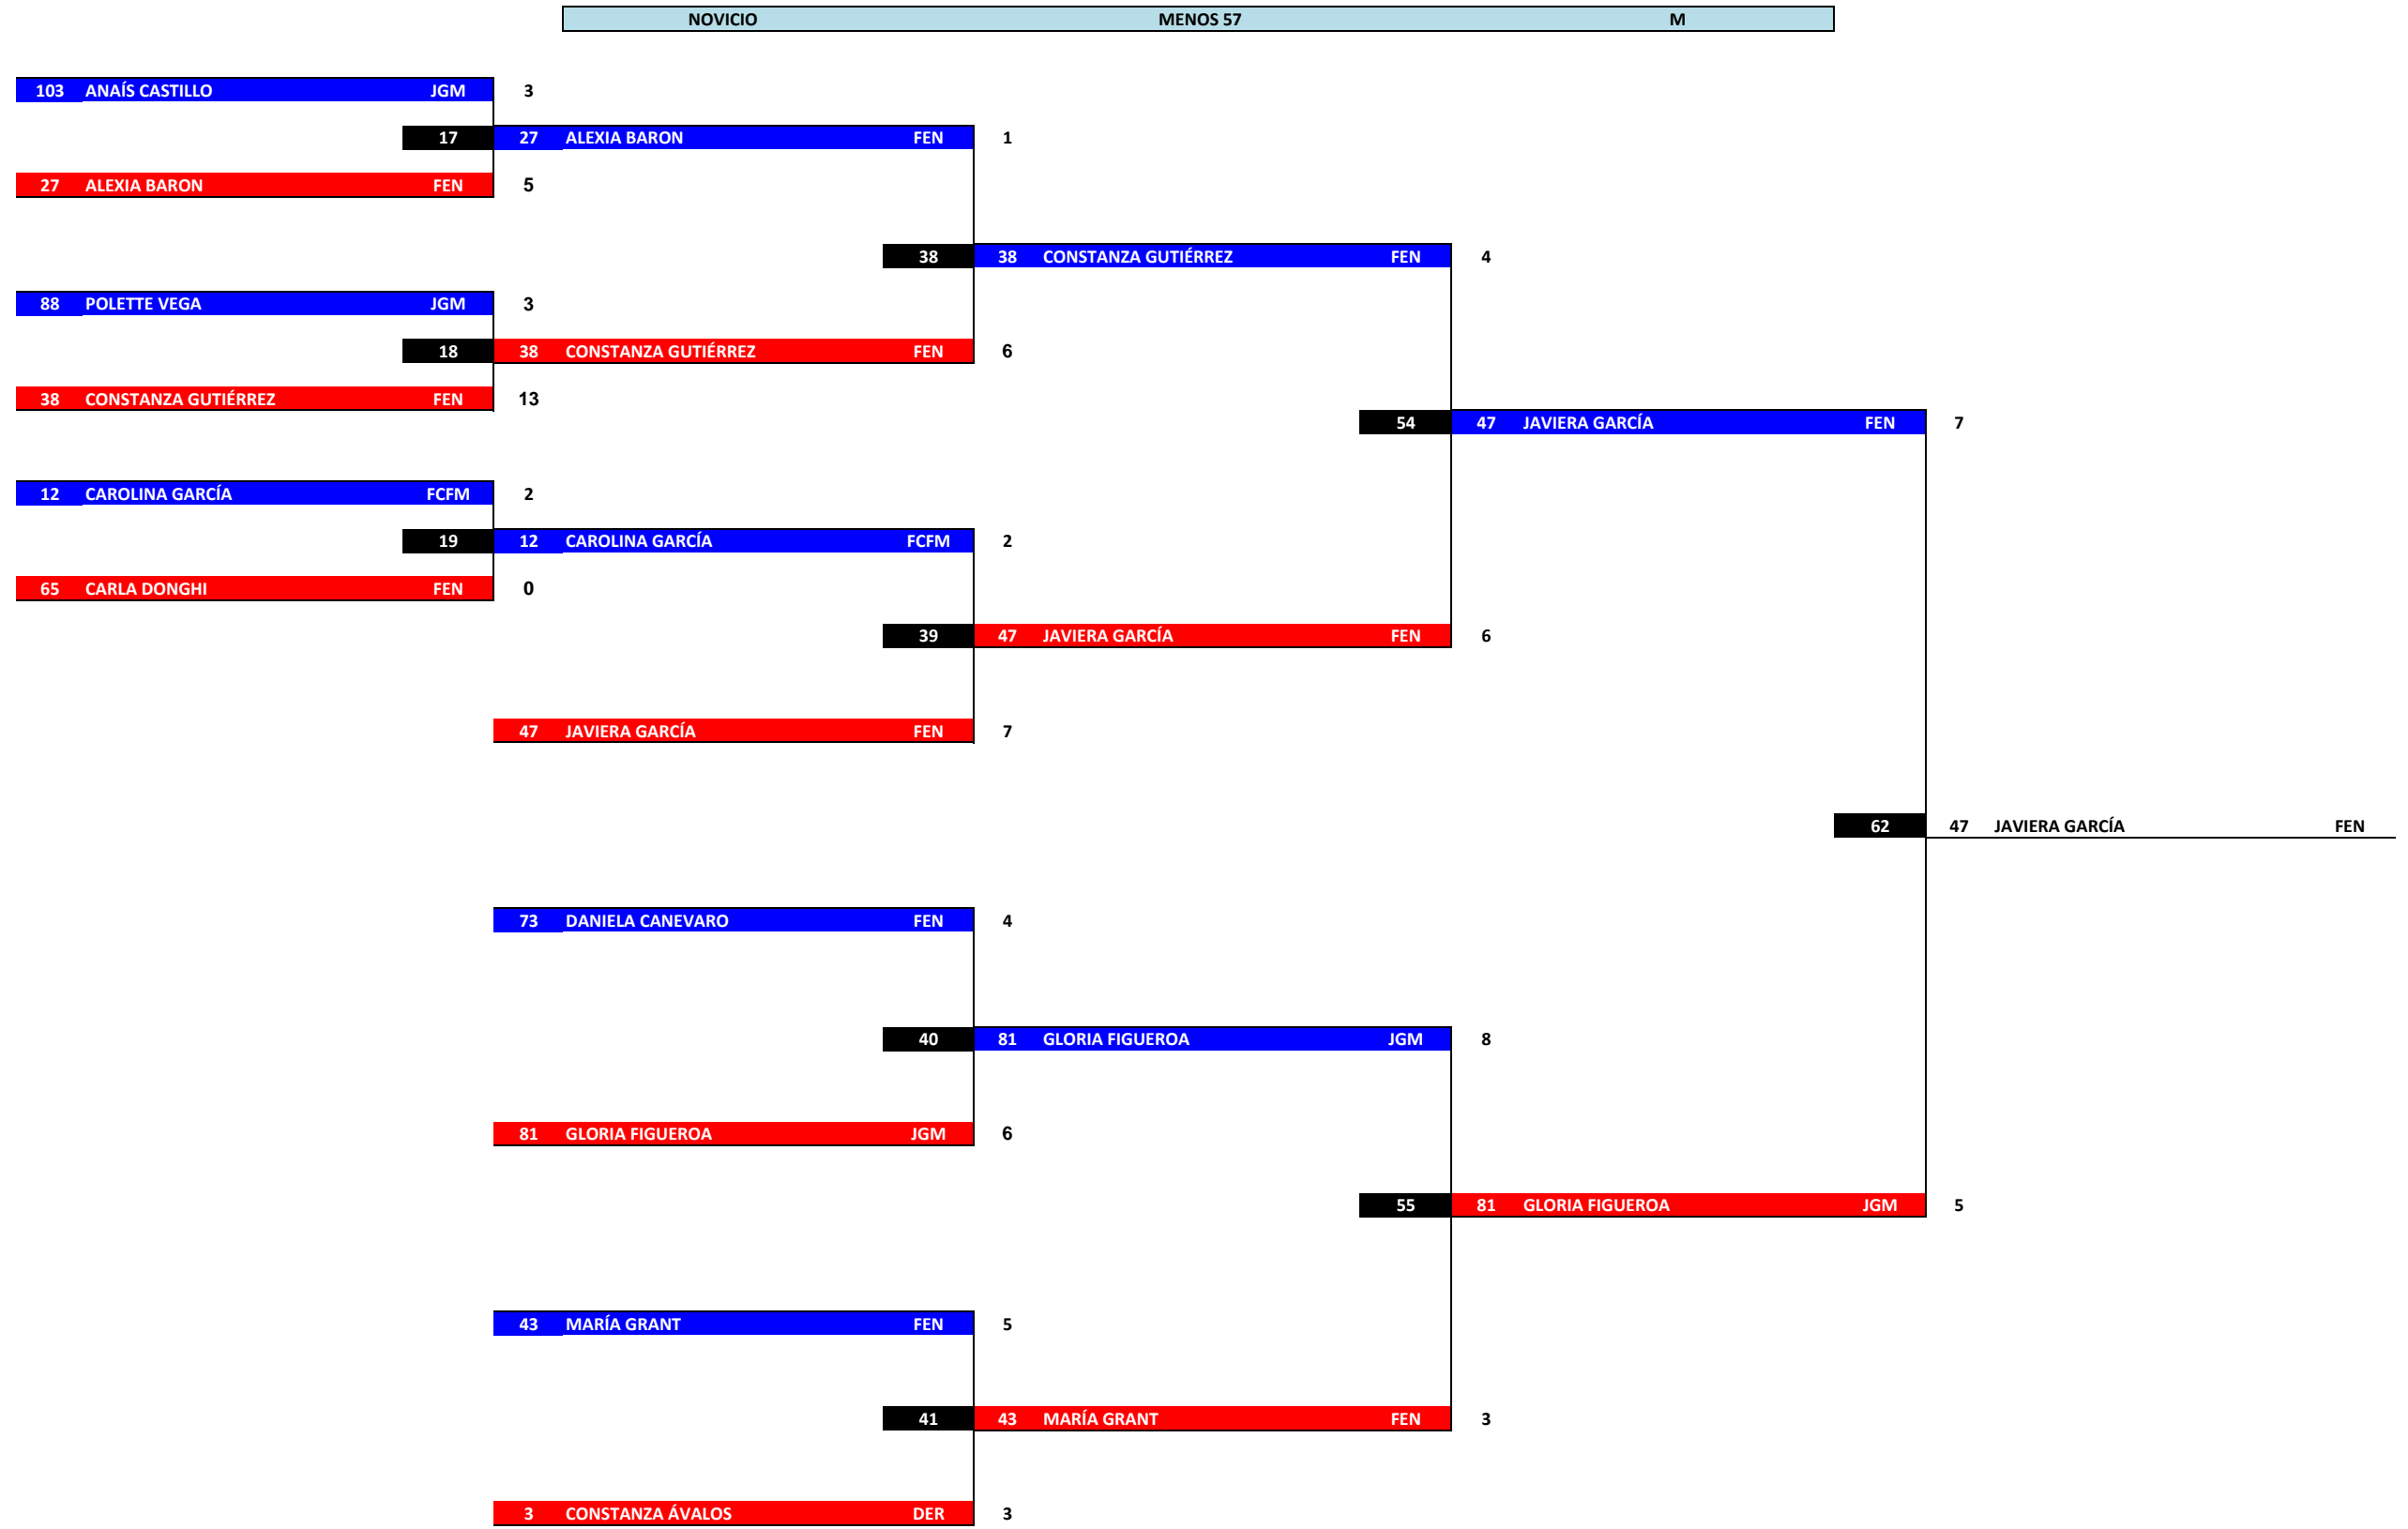 NOVICIO MENOS 57 M
103 ANAÍS CASTILLO JGM 3
17 27 ALEXIA BARON FEN 1
27 ALEXIA BARON FEN 5
38 38 CONSTANZA GUTIÉRREZ FEN 4
88 POLETTE VEGA JGM 3
18 38 CONSTANZA GUTIÉRREZ FEN 6
38 CONSTANZA GUTIÉRREZ FEN 13
54 47 JAVIERA GARCÍA FEN 7
12 CAROLINA GARCÍA FCFM 2
19 12 CAROLINA GARCÍA FCFM 2
65 CARLA DONGHI FEN 0
39 47 JAVIERA GARCÍA FEN 6
47 JAVIERA GARCÍA FEN 7
62 47 JAVIERA GARCÍA FEN
73 DANIELA CANEVARO FEN 4
40 81 GLORIA FIGUEROA JGM 8
81 GLORIA FIGUEROA JGM 6
55 81 GLORIA FIGUEROA JGM 5
43 MARÍA GRANT FEN 5
41 43 MARÍA GRANT FEN 3
3 CONSTANZA ÁVALOS DER 3